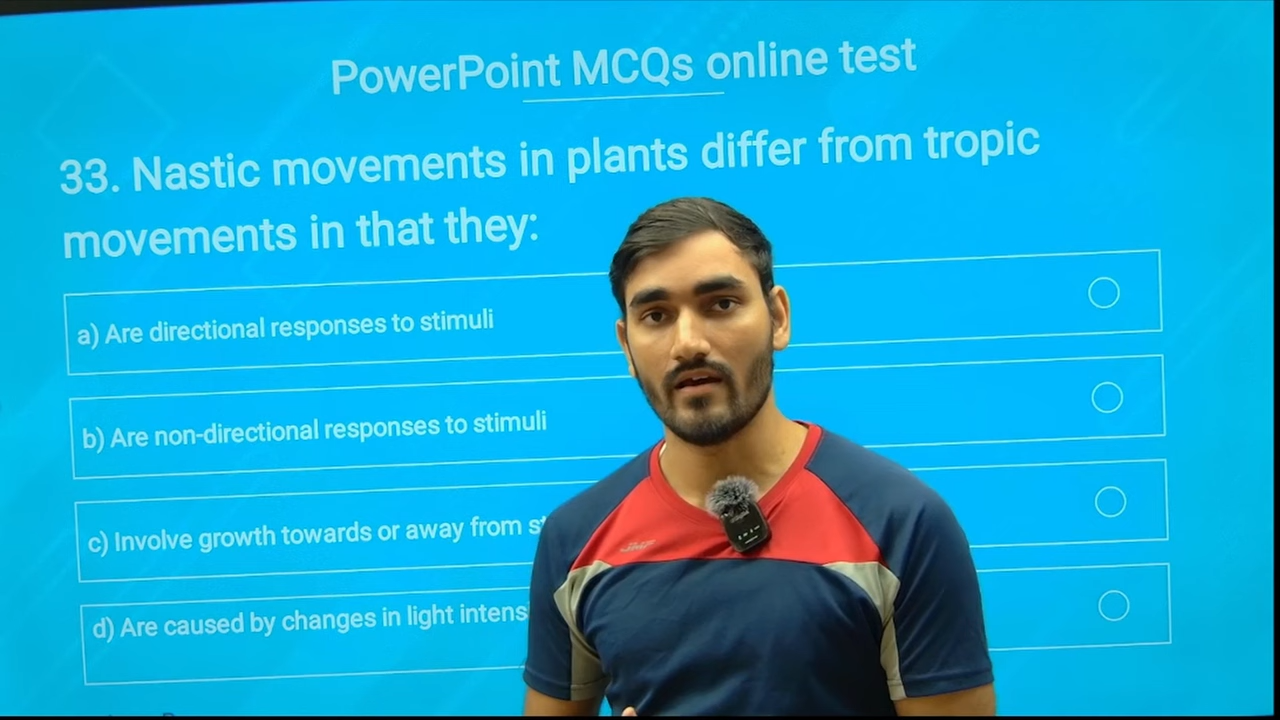 PowerPoint MCQs online test
33. Nastic movements in plants differ from tropic
movements in that they:
a) Are directional responses to stimuli
b) Are non-directional responses to stimuli
c) Involve growth towards or away from
d) Are caused by changes in light